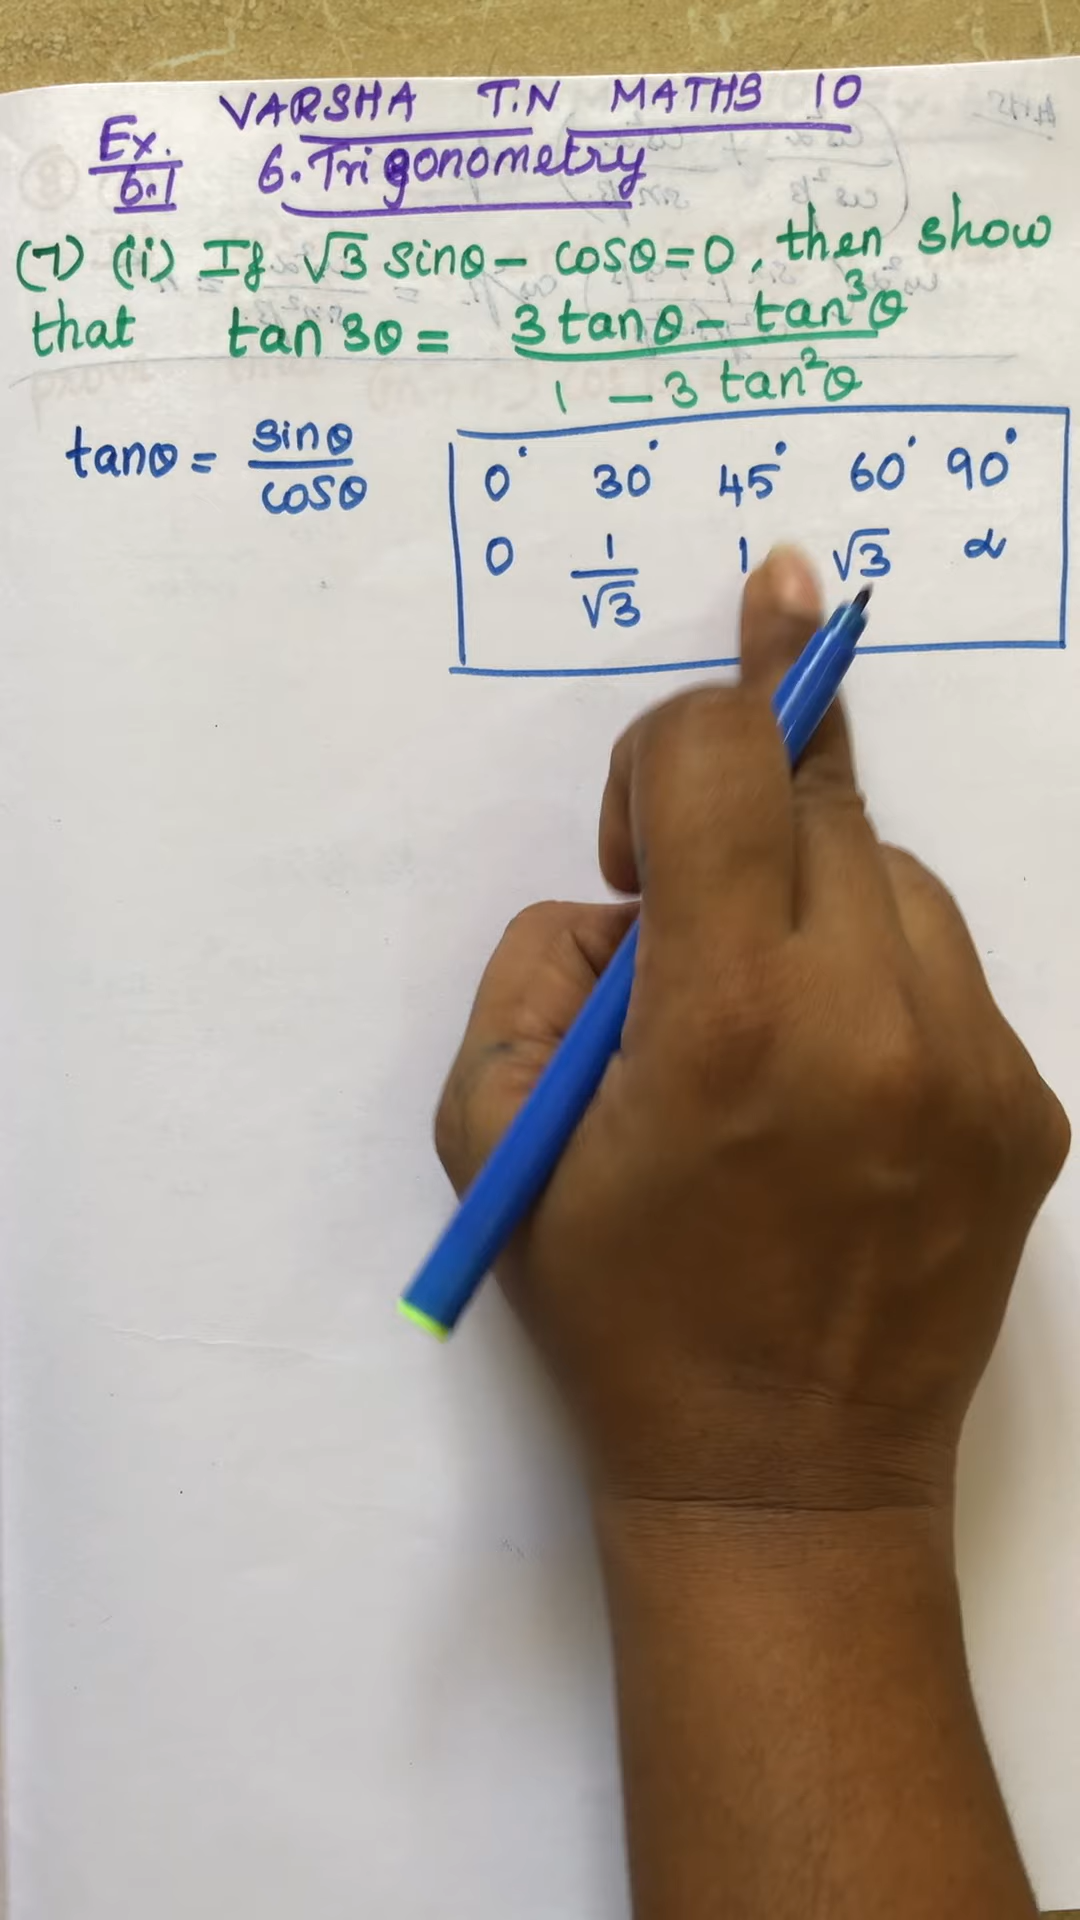 VARSHA T.N MATHS 10
Ex. 6.1 6. Trigonometry
(7) (ii) If √3 sinθ - cosθ = 0, then show
that tan 3θ = (3 tanθ - tan³θ) / (1 - 3 tan²θ)
tanθ = sinθ / cosθ
0° 30° 45° 60° 90°
0 1/√3 1 √3 α